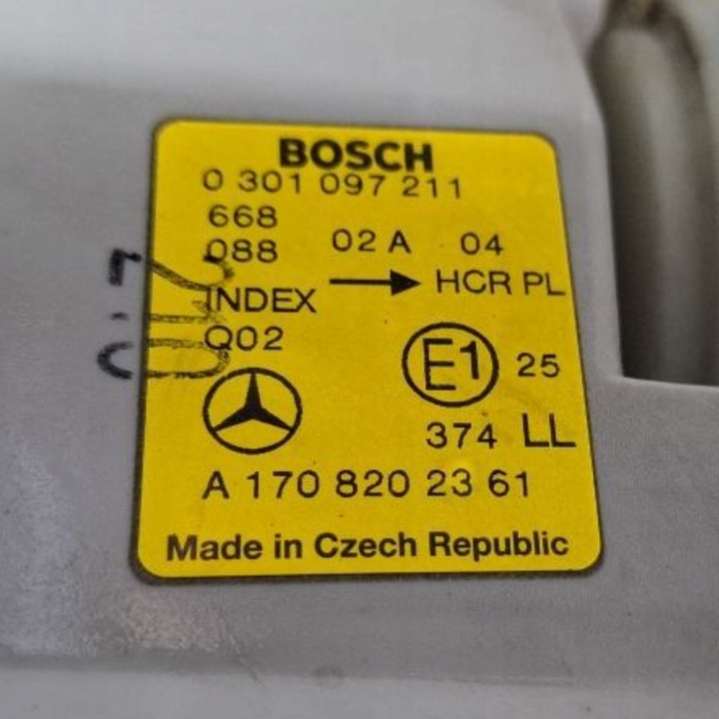 BOSCH
0 301 097 211
668
088 02 A 04
→ HCR PL
INDEX
Q02
E1 25
374 LL
A 170 820 23 61
Made in Czech Republic